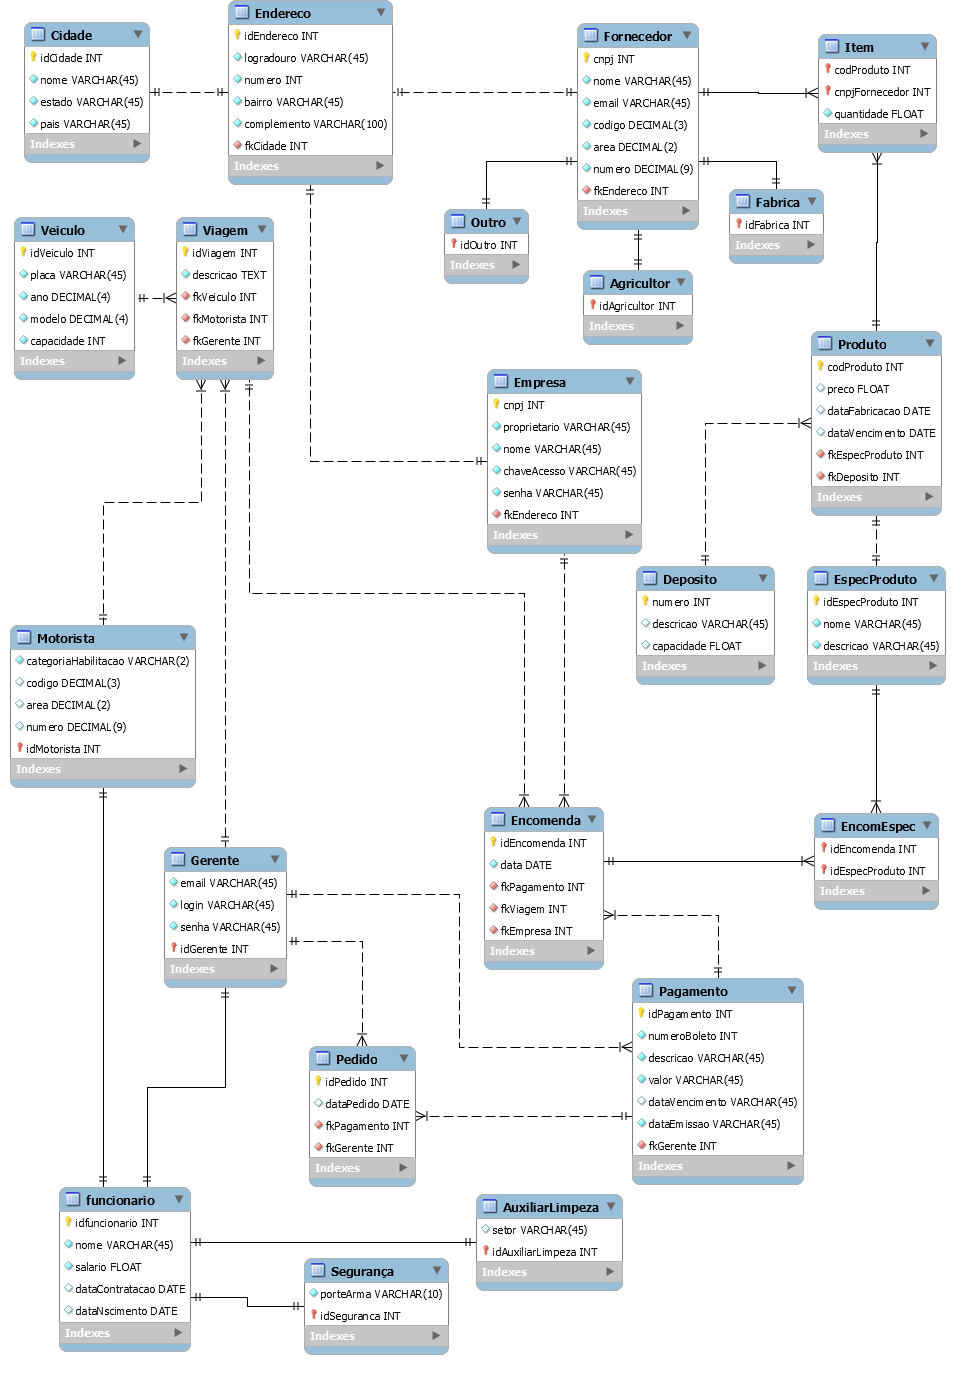 Cidade
idCidade INT
nome VARCHAR(45)
estado VARCHAR(45)
pais VARCHAR(45)
Indexes
Endereco
idEndereco INT
logradouro VARCHAR(45)
numero INT
bairro VARCHAR(45)
complemento VARCHAR(100)
fkCidade INT
Indexes
Fornecedor
cnpj INT
nome VARCHAR(45)
email VARCHAR(45)
codigo DECIMAL(3)
area DECIMAL(2)
numero DECIMAL(9)
fkEndereco INT
Indexes
Item
codProduto INT
cnpjFornecedor INT
quantidade FLOAT
Indexes
Outro
idOutro INT
Indexes
Fabrica
idFabrica INT
Indexes
Agricultor
idAgricultor INT
Indexes
Veiculo
idVeiculo INT
placa VARCHAR(45)
ano DECIMAL(4)
modelo DECIMAL(4)
capacidade INT
Indexes
Viagem
idViagem INT
descricao TEXT
fkVeiculo INT
fkMotorista INT
fkGerente INT
Indexes
Empresa
cnpj INT
proprietario VARCHAR(45)
nome VARCHAR(45)
chaveAcesso VARCHAR(45)
senha VARCHAR(45)
fkEndereco INT
Indexes
Produto
codProduto INT
preco FLOAT
dataFabricacao DATE
dataVencimento DATE
fkEspecProduto INT
fkDeposito INT
Indexes
Deposito
numero INT
descricao VARCHAR(45)
capacidade FLOAT
Indexes
EspecProduto
idEspecProduto INT
nome VARCHAR(45)
descricao VARCHAR(45)
Indexes
Motorista
categoriaHabilitacao VARCHAR(2)
codigo DECIMAL(3)
area DECIMAL(2)
numero DECIMAL(9)
idMotorista INT
Indexes
Encomenda
idEncomenda INT
data DATE
fkPagamento INT
fkViagem INT
fkEmpresa INT
Indexes
EncomEspec
idEncomenda INT
idEspecProduto INT
Indexes
Gerente
email VARCHAR(45)
login VARCHAR(45)
senha VARCHAR(45)
idGerente INT
Indexes
Pagamento
idPagamento INT
numeroBoleto INT
descricao VARCHAR(45)
valor VARCHAR(45)
dataVencimento VARCHAR(45)
dataEmissao VARCHAR(45)
fkGerente INT
Indexes
Pedido
idPedido INT
dataPedido DATE
fkPagamento INT
fkGerente INT
Indexes
funcionario
idfuncionario INT
nome VARCHAR(45)
salario FLOAT
dataContratacao DATE
dataNscimento DATE
Indexes
AuxiliarLimpeza
setor VARCHAR(45)
idAuxiliarLimpeza INT
Indexes
Segurança
porteArma VARCHAR(10)
idSeguranca INT
Indexes